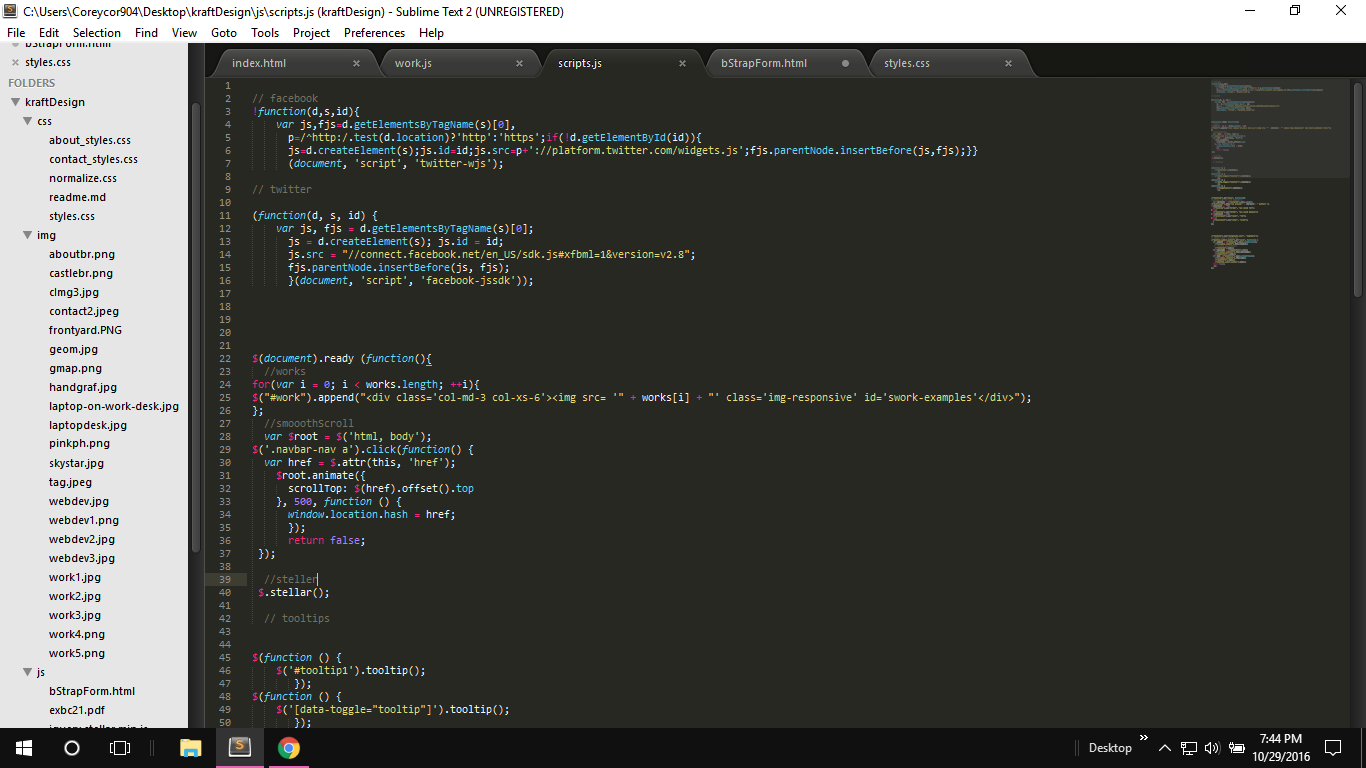 C:\Users\Coreycor904\Desktop\kraftDesign\js\scripts.js (kraftDesign) - Sublime Text 2 (UNREGISTERED)
File Edit Selection Find View Goto Tools Project Preferences Help
bStrapForm.html
styles.css
FOLDERS
kraftDesign
css
about_styles.css
contact_styles.css
normalize.css
readme.md
styles.css
img
aboutbr.png
castlebr.png
clmg3.jpg
contact2.jpeg
frontyard.PNG
geom.jpg
gmap.png
handgraf.jpg
laptop-on-work-desk.jpg
laptopdesk.jpg
pinkph.png
skystar.jpg
tag.jpeg
webdev.jpg
webdev1.png
webdev2.jpg
webdev3.jpg
work1.jpg
work2.jpg
work3.jpg
work4.png
work5.png
js
bStrapForm.html
exbc21.pdf
jquery.stellar.min.js
index.html work.js scripts.js bStrapForm.html styles.css
1
2 // facebook
3 !function(d,s,id){
4 var js,fjs=d.getElementsByTagName(s)[0],
5 p=/^http:/.test(d.location)?'http':'https';if(!d.getElementById(id)){
6 js=d.createElement(s);js.id=id;js.src=p+'://platform.twitter.com/widgets.js';fjs.parentNode.insertBefore(js,fjs);}}
7 (document, 'script', 'twitter-wjs');
8
9 // twitter
10
11 (function(d, s, id) {
12 var js, fjs = d.getElementsByTagName(s)[0];
13 js = d.createElement(s); js.id = id;
14 js.src = "//connect.facebook.net/en_US/sdk.js#xfbml=1&version=v2.8";
15 fjs.parentNode.insertBefore(js, fjs);
16 }(document, 'script', 'facebook-jssdk'));
17
18
19
20
21
22 $(document).ready (function(){
23 //works
24 for(var i = 0; i < works.length; ++i){
25 $("#work").append("<div class='col-md-3 col-xs-6'><img src= '" + works[i] + "' class='img-responsive' id='swork-examples'</div>");
26 };
27 //smooothScroll
28 var $root = $('html, body');
29 $('.navbar-nav a').click(function() {
30 var href = $.attr(this, 'href');
31 $root.animate({
32 scrollTop: $(href).offset().top
33 }, 500, function () {
34 window.location.hash = href;
35 });
36 return false;
37 });
38
39 //steller
40 $.stellar();
41
42 // tooltips
43
44
45 $(function () {
46 $('#tooltip1').tooltip();
47 });
48 $(function () {
49 $('[data-toggle="tooltip"]').tooltip();
50 });
Desktop
7:44 PM
10/29/2016